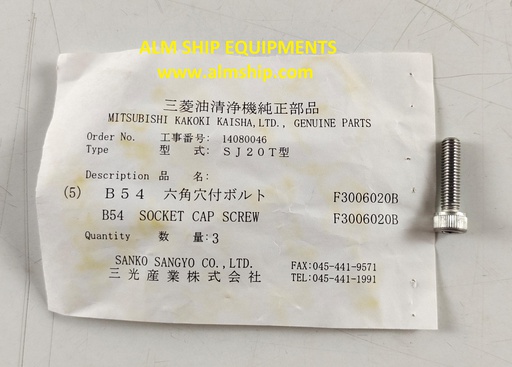 ALM SHIP EQUIPMENTS
www.almship.com
三菱油清浄機純正部品
MITSUBISHI KAKOKI KAISHA,LTD., GENUINE PARTS
Order No. 工事番号: 14080046
Type 型 式: SJ20T型
Description 品 名:
(5) B54 六角穴付ボルト F3006020B
B54 SOCKET CAP SCREW F3006020B
Quantity 数 量:3
SANKO SANGYO CO.,LTD. FAX:045-441-9571
三光産業株式会社 TEL:045-441-1991